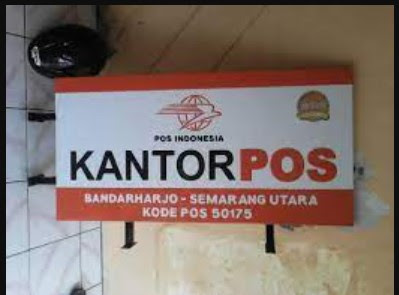 POS INDONESIA
KANTORPOS
BANDARHARJO - SEMARANG UTARA
KODE POS 50175